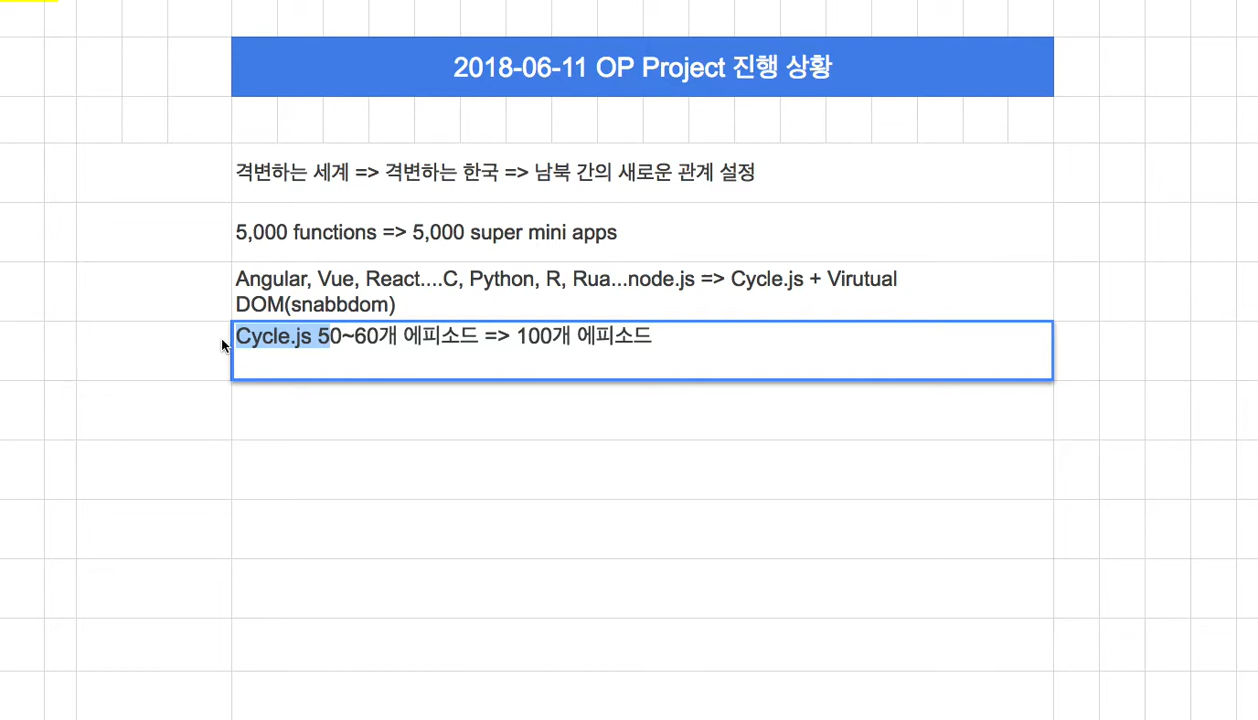 2018-06-11 OP Project 진행 상황
격변하는 세계 => 격변하는 한국 => 남북 간의 새로운 관계 설정
5,000 functions => 5,000 super mini apps
Angular, Vue, React....C, Python, R, Rua...node.js => Cycle.js + Virutual
DOM(snabbdom)
Cycle.js 50~60개 에피소드 => 100개 에피소드